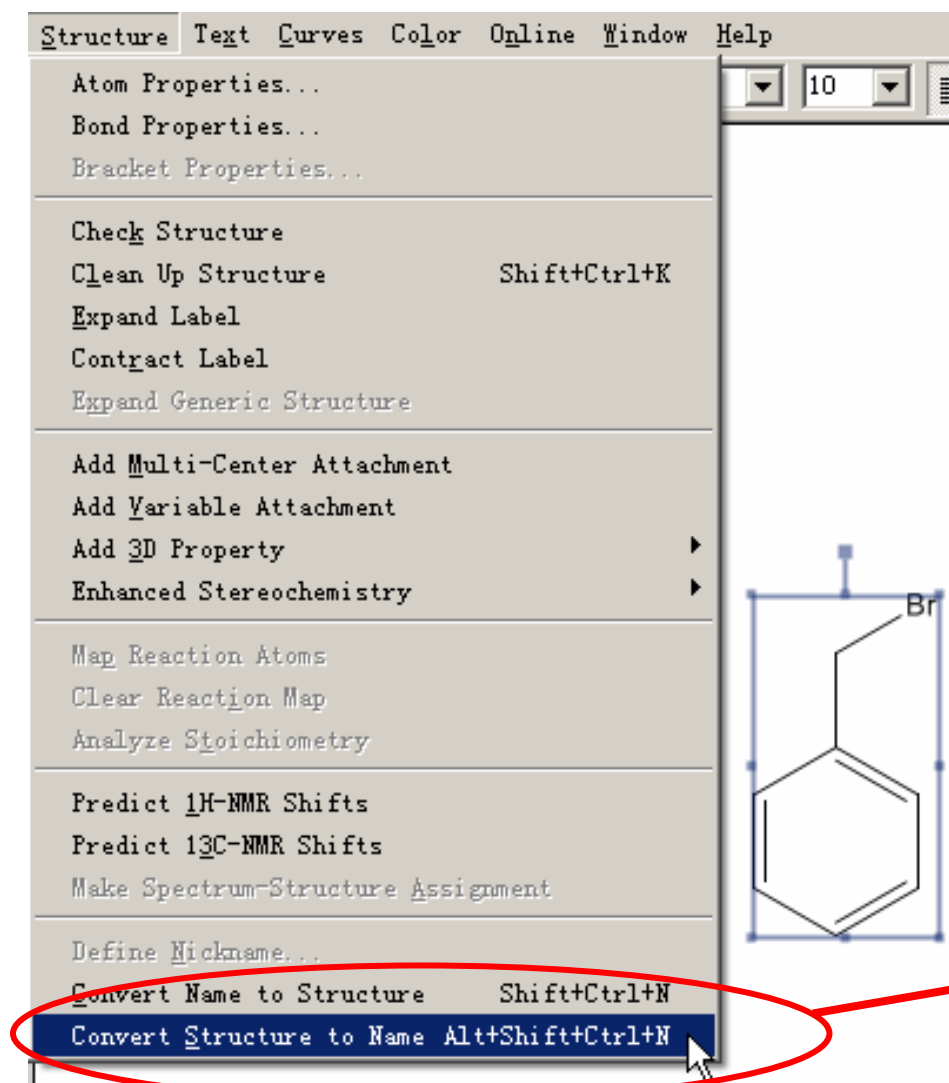 Structure Text Curves Color Online Window Help
10
Atom Properties...
Bond Properties...
Bracket Properties...
Check Structure
Clean Up Structure Shift+Ctrl+K
Expand Label
Contract Label
Expand Generic Structure
Add Multi-Center Attachment
Add Variable Attachment
Add 3D Property
Enhanced Stereochemistry
Br
Map Reaction Atoms
Clear Reaction Map
Analyze Stoichiometry
Predict 1H-NMR Shifts
Predict 13C-NMR Shifts
Make Spectrum-Structure Assignment
Define Nickname...
Convert Name to Structure Shift+Ctrl+N
Convert Structure to Name Alt+Shift+Ctrl+N